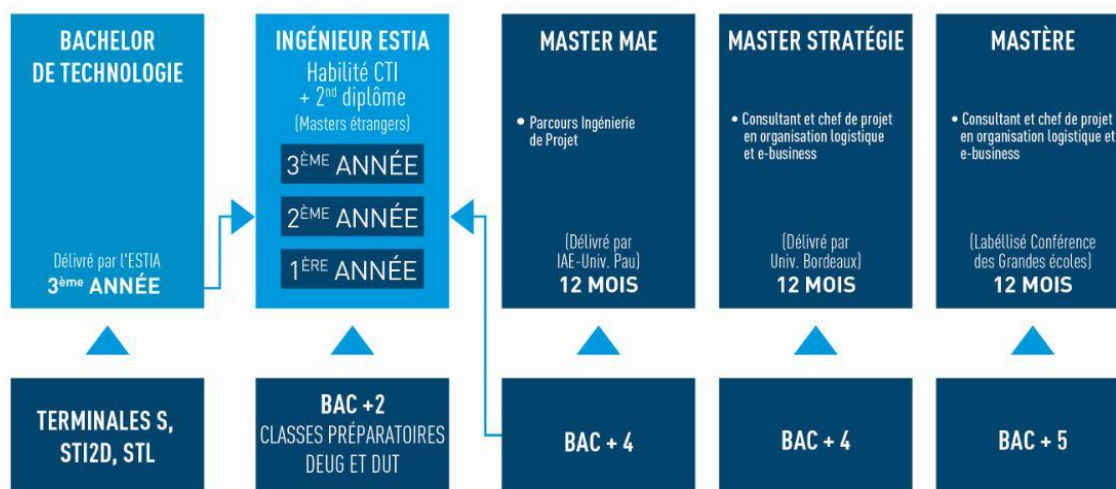 BACHELOR
DE TECHNOLOGIE
Délivré par l'ESTIA
3ème ANNÉE
TERMINALES S,
STI2D, STL
INGÉNIEUR ESTIA
Habilité CTI
+ 2nd diplôme
(Masters étrangers)
3ÈME ANNÉE
2ÈME ANNÉE
1ÈRE ANNÉE
BAC +2
CLASSES PRÉPARATOIRES
DEUG ET DUT
MASTER MAE
• Parcours Ingénierie
de Projet
(Délivré par
IAE-Univ. Pau)
12 MOIS
BAC + 4
MASTER STRATÉGIE
• Consultant et chef de projet
en organisation logistique
et e-business
(Délivré par
Univ. Bordeaux)
12 MOIS
BAC + 4
MASTÈRE
• Consultant et chef de projet
en organisation logistique et
e-business
(Labéllisé Conférence
des Grandes écoles)
12 MOIS
BAC + 5